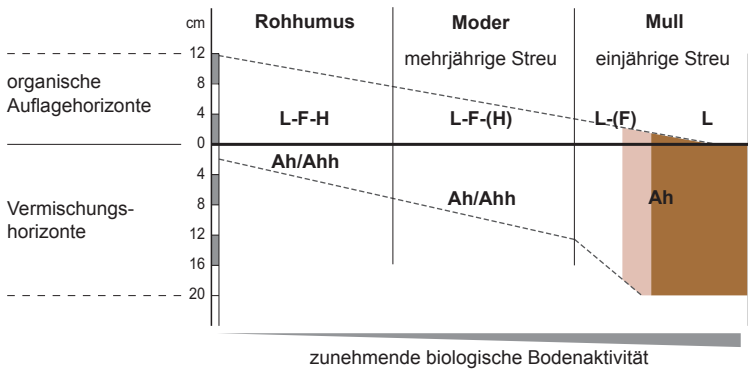 cm Rohhumus Moder Mull
mehrjährige Streu einjährige Streu
12
organische
Auflagehorizonte
8
4
L-F-H L-F-(H) L-(F) L
0
Ah/Ahh
4
Vermischungs-
horizonte
8
Ah/Ahh Ah
12
16
20
zunehmende biologische Bodenaktivität